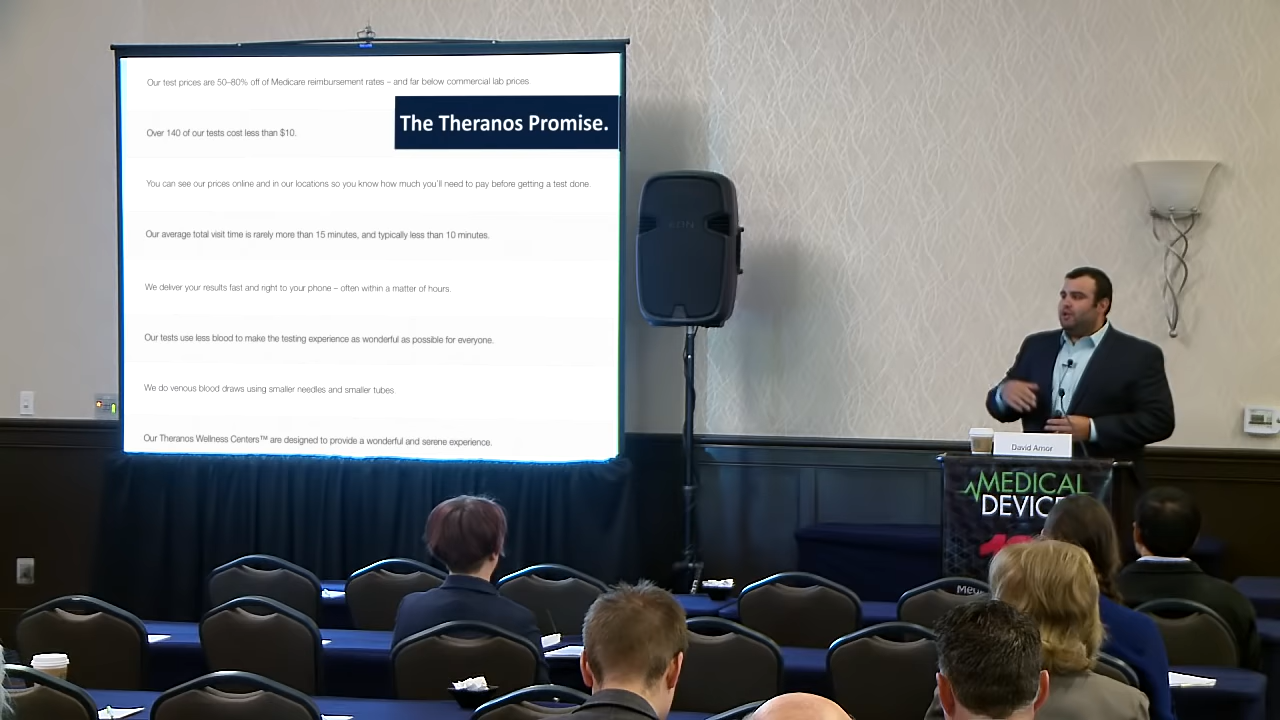 Our test prices are 50–80% off of Medicare reimbursement rates – and far below commercial lab prices.
The Theranos Promise.
Over 140 of our tests cost less than $10.
You can see our prices online and in our locations so you know how much you'll need to pay before getting a test done.
Our average total visit time is rarely more than 15 minutes, and typically less than 10 minutes.
We deliver your results fast and right to your phone – often within a matter of hours.
Our tests use less blood to make the testing experience as wonderful as possible for everyone.
We do venous blood draws using smaller needles and smaller tubes.
Our Theranos Wellness Centers™ are designed to provide a wonderful and serene experience.
David Amor
MEDICAL
DEVICE